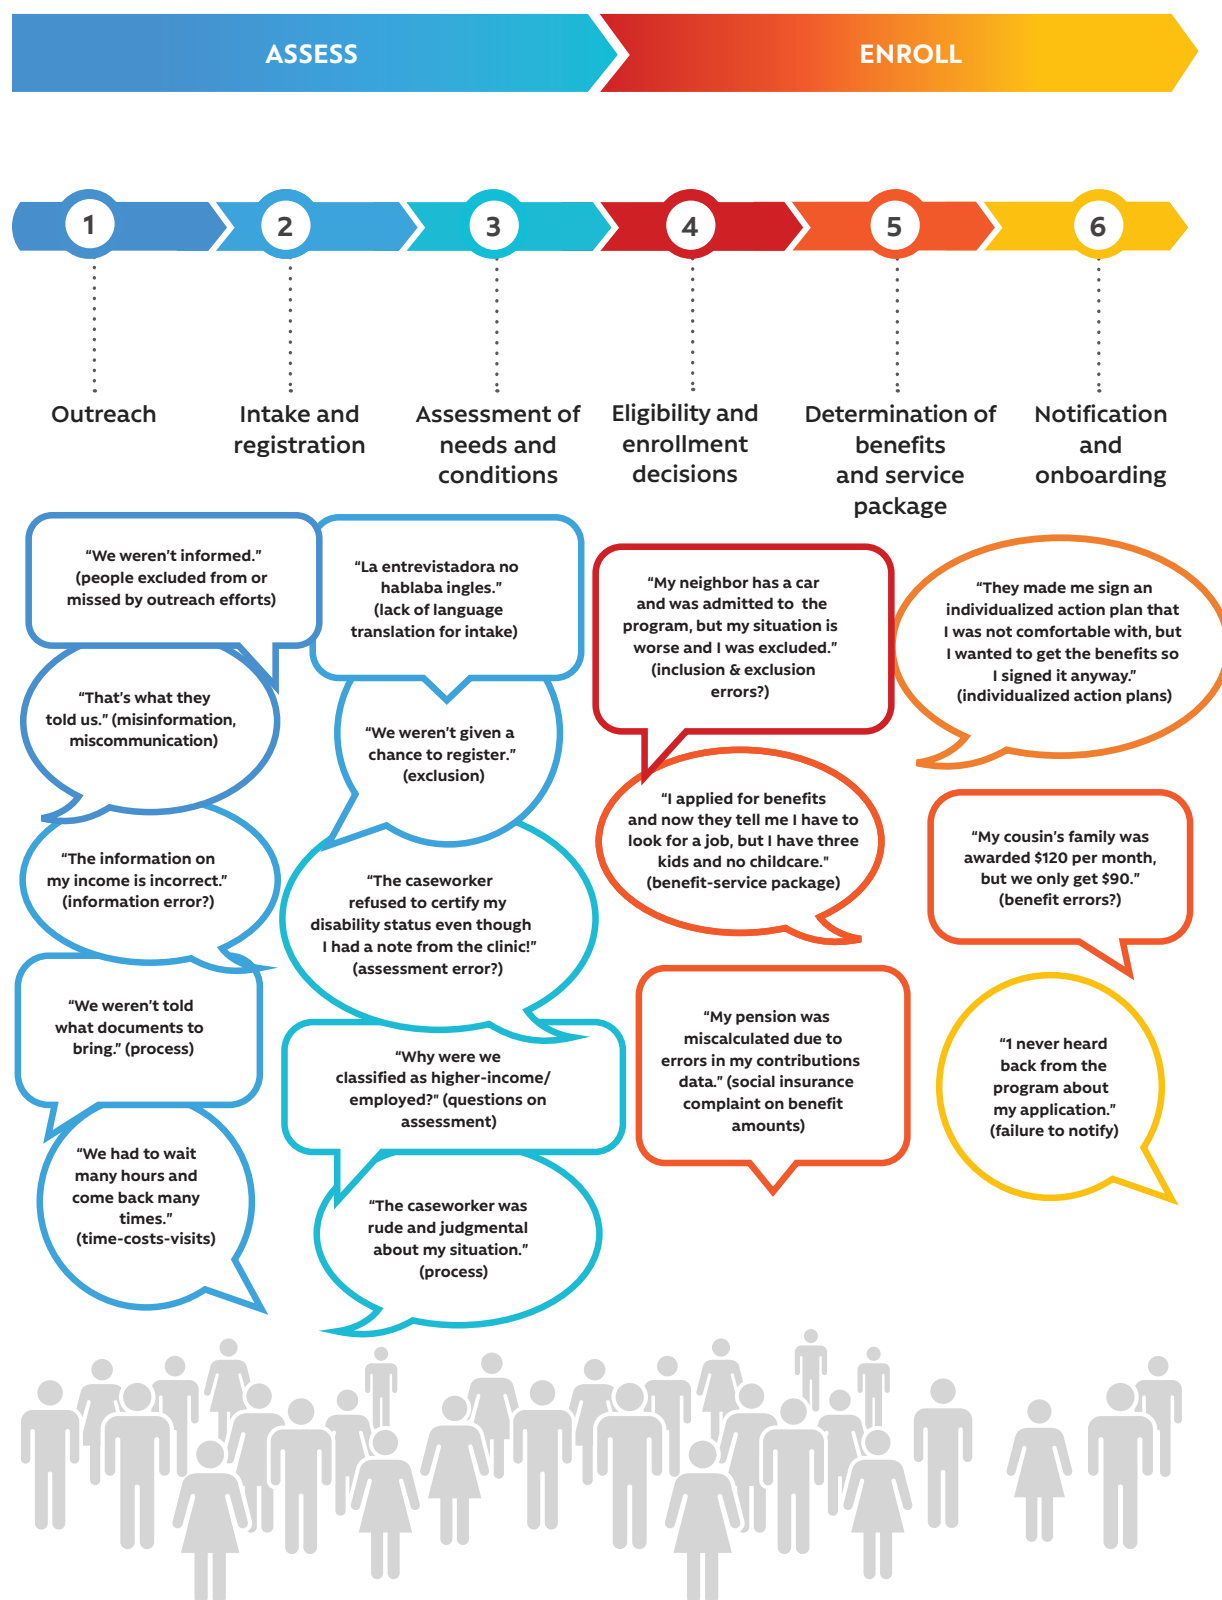 ASSESS
ENROLL
1
2
3
4
5
6
Outreach
Intake and
registration
Assessment of
needs and
conditions
Eligibility and
enrollment
decisions
Determination of
benefits
and service
package
Notification
and
onboarding
“We weren’t informed.”
(people excluded from or
missed by outreach efforts)
“That’s what they
told us.” (misinformation,
miscommunication)
“The information on
my income is incorrect.”
(information error?)
“We weren’t told
what documents to
bring.” (process)
“We had to wait
many hours and
come back many
times.”
(time-costs-visits)
“La entrevistadora no
hablaba ingles.”
(lack of language
translation for intake)
“We weren’t given a
chance to register.”
(exclusion)
“The caseworker
refused to certify my
disability status even though
I had a note from the clinic!”
(assessment error?)
“Why were we
classified as higher-income/
employed?” (questions on
assessment)
“The caseworker was
rude and judgmental
about my situation.”
(process)
“My neighbor has a car
and was admitted to the
program, but my situation is
worse and I was excluded.”
(inclusion & exclusion
errors?)
“I applied for benefits
and now they tell me I have to
look for a job, but I have three
kids and no childcare."
(benefit-service package)
“My pension was
miscalculated due to
errors in my contributions
data.” (social insurance
complaint on benefit
amounts)
“They made me sign an
individualized action plan that
I was not comfortable with, but
I wanted to get the benefits so
I signed it anyway.”
(individualized action plans)
“My cousin’s family was
awarded $120 per month,
but we only get $90.”
(benefit errors?)
“1 never heard
back from the
program about
my application.”
(failure to notify)